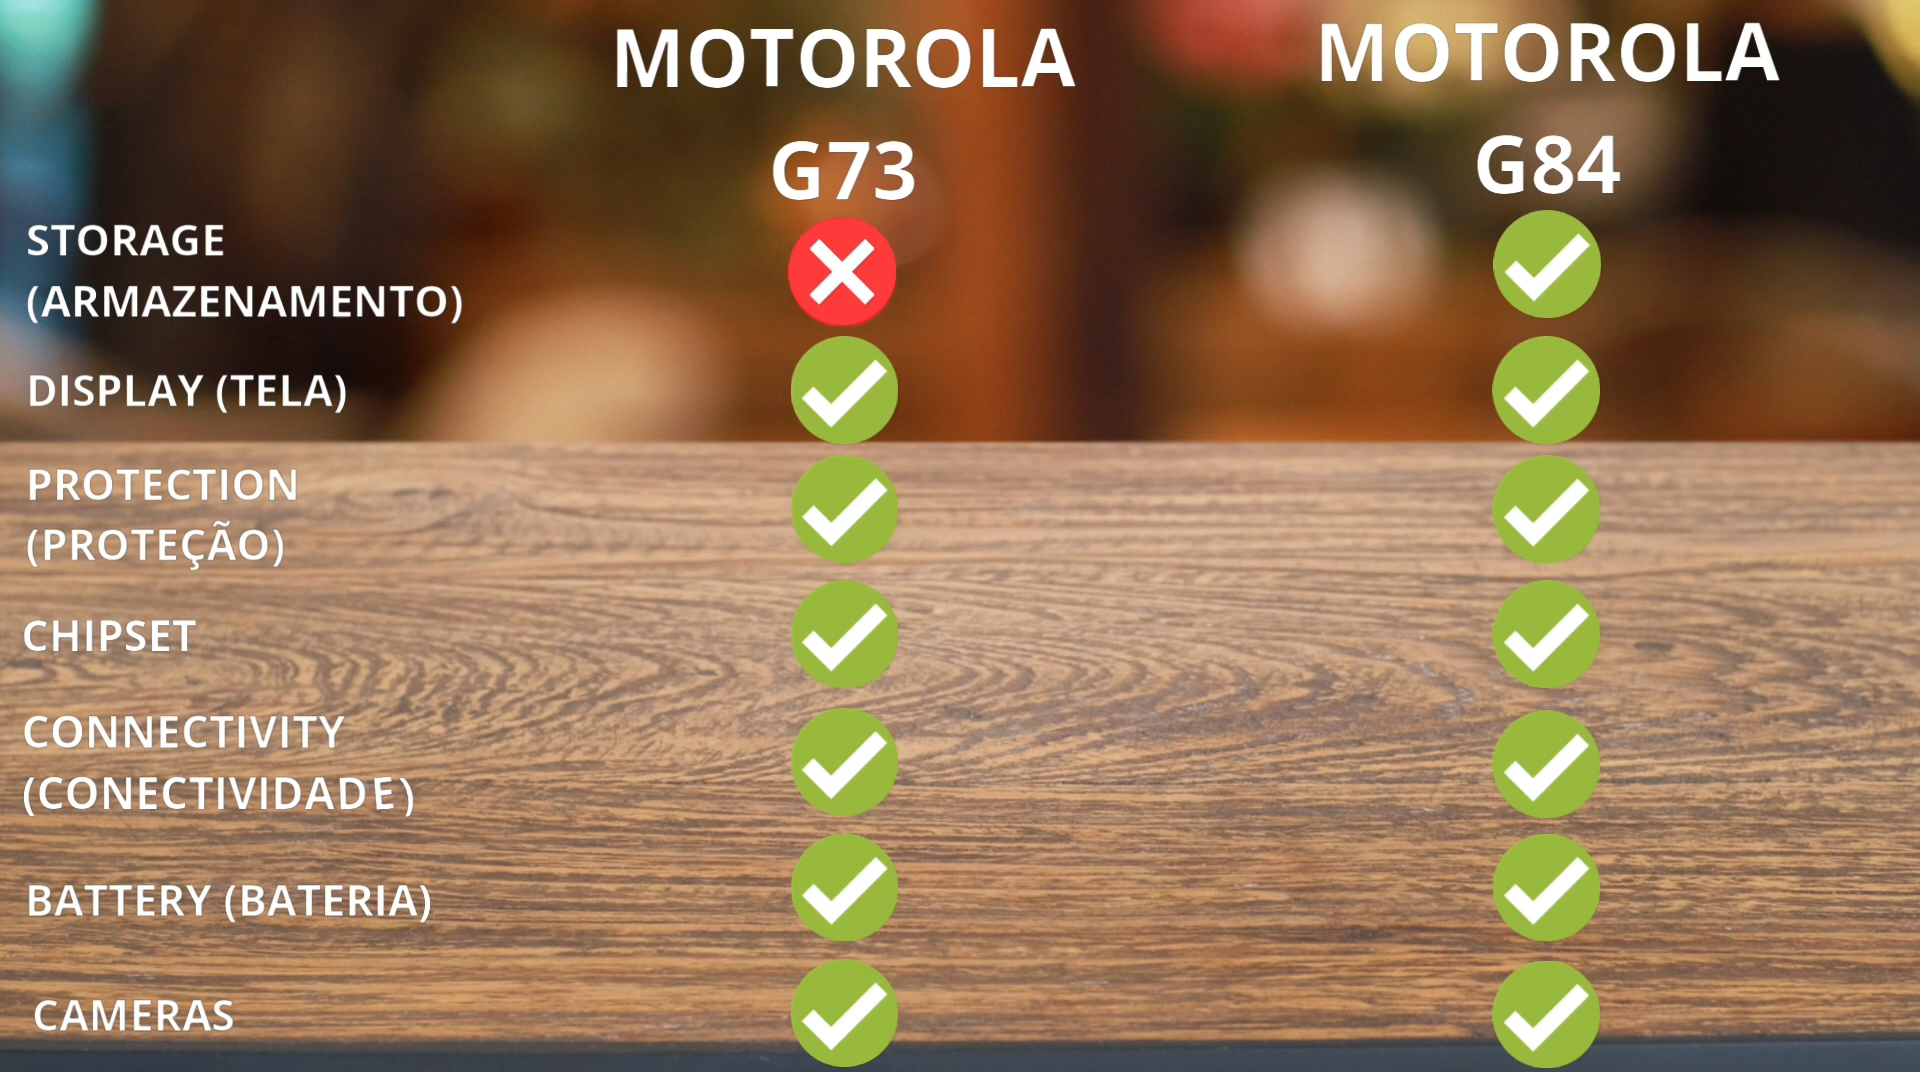 MOTOROLA
G73
MOTOROLA
G84
STORAGE
(ARMAZENAMENTO)
DISPLAY (TELA)
PROTECTION
(PROTEÇÃO)
CHIPSET
CONNECTIVITY
(CONECTIVIDADE)
BATTERY (BATERIA)
CAMERAS